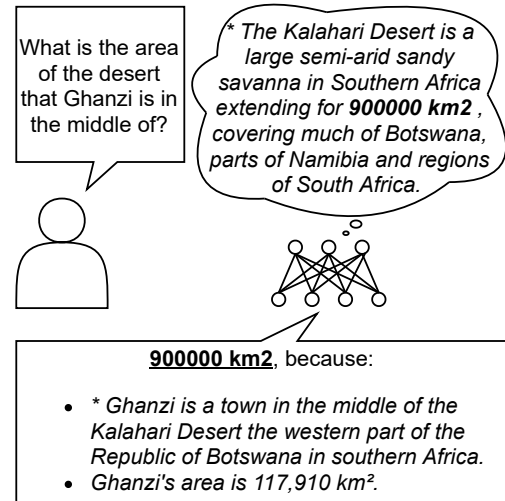 What is the area
of the desert
that Ghanzi is in
the middle of?
* The Kalahari Desert is a
large semi-arid sandy
savanna in Southern Africa
extending for 900000 km2 ,
covering much of Botswana,
parts of Namibia and regions
of South Africa.
900000 km2, because:
• * Ghanzi is a town in the middle of the
Kalahari Desert the western part of the
Republic of Botswana in southern Africa.
• Ghanzi's area is 117,910 km².